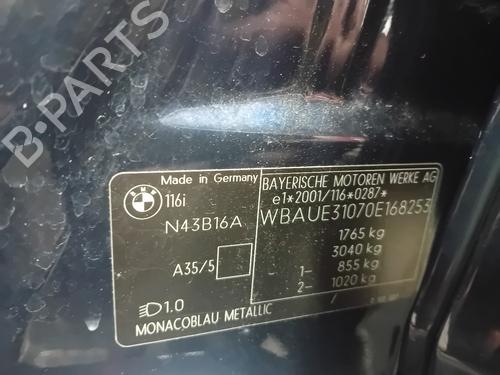 B-PARTS
BMW
Made in Germany
116i
N43B16A
A35/5
1.0
MONACOBLAU METALLIC
BAYERISCHE MOTOREN WERKE AG
e1*2001/116*0287*
WBAUE31070E168253
1765 kg
3040 kg
1- 855 kg
2- 1020 kg
/